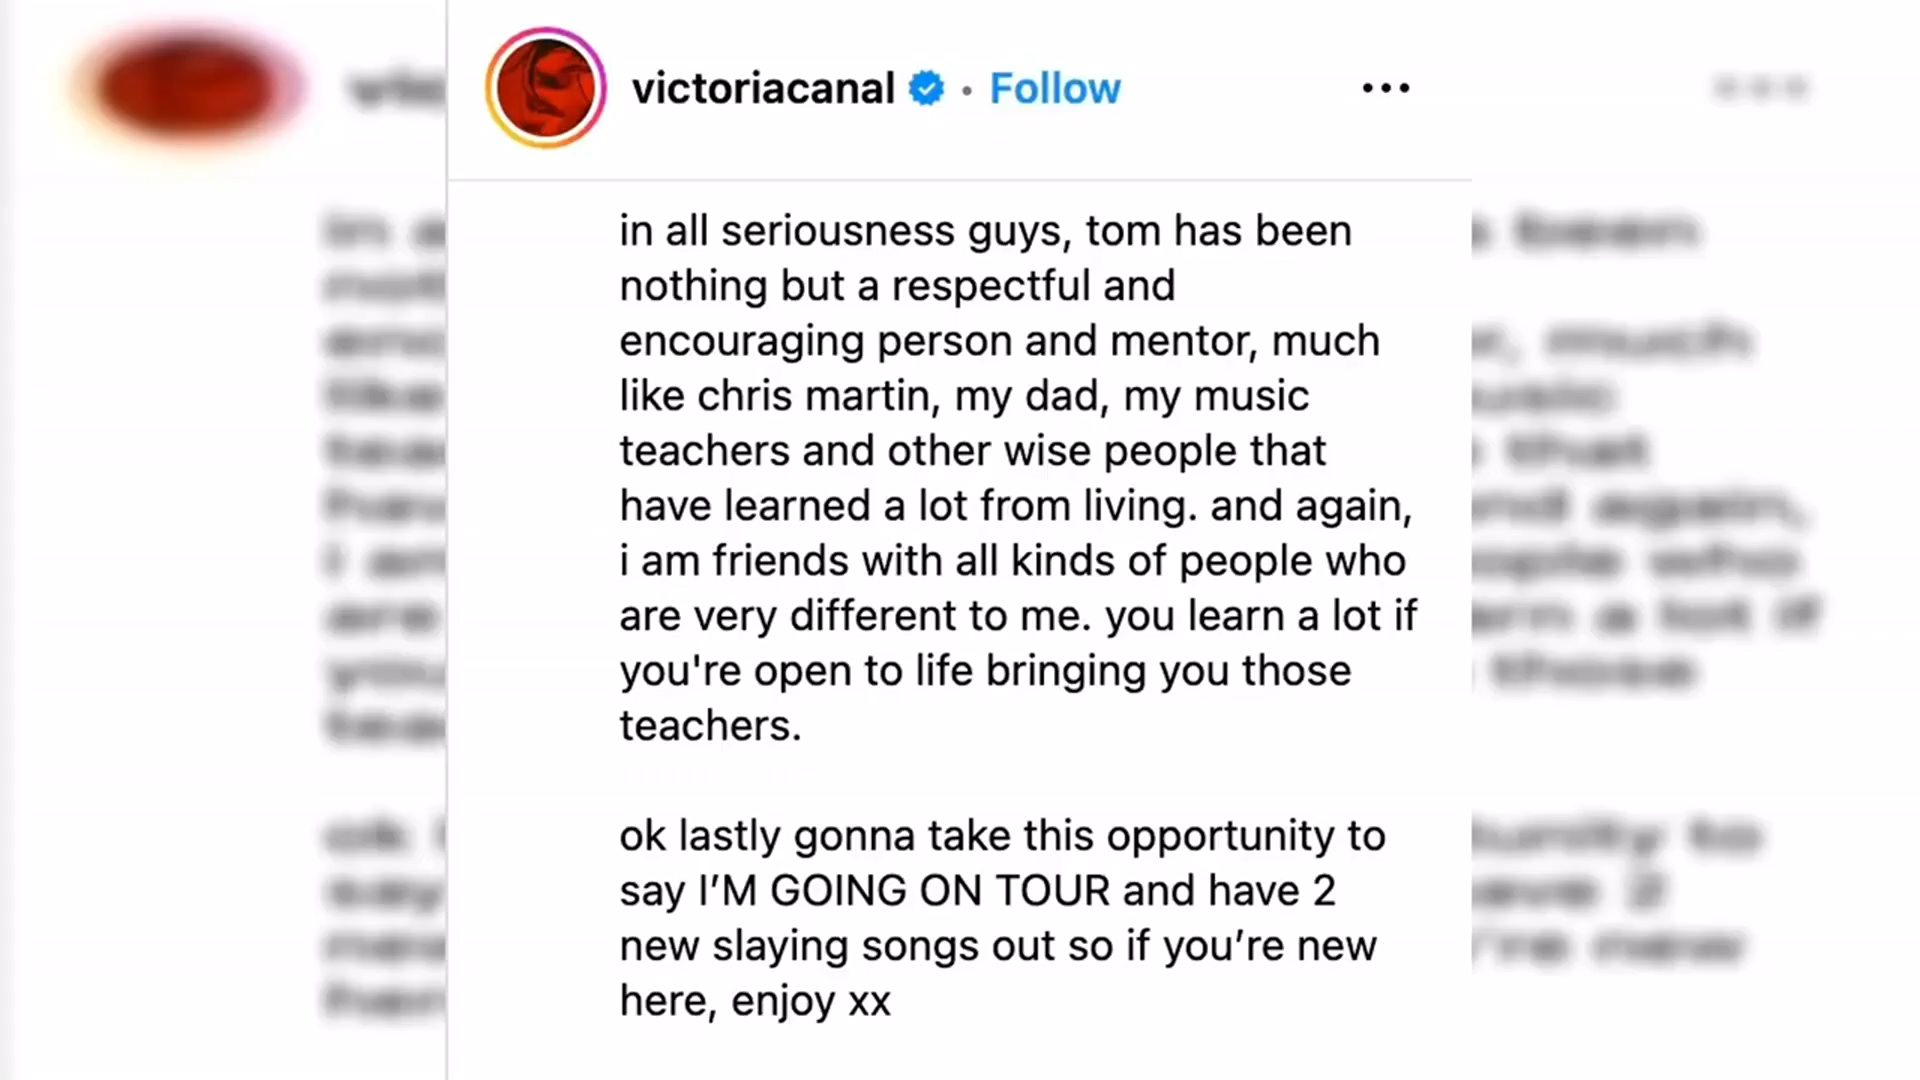 victoriacanal • Follow
in all seriousness guys, tom has been
nothing but a respectful and
encouraging person and mentor, much
like chris martin, my dad, my music
teachers and other wise people that
have learned a lot from living. and again,
i am friends with all kinds of people who
are very different to me. you learn a lot if
you're open to life bringing you those
teachers.
ok lastly gonna take this opportunity to
say I’M GOING ON TOUR and have 2
new slaying songs out so if you’re new
here, enjoy xx